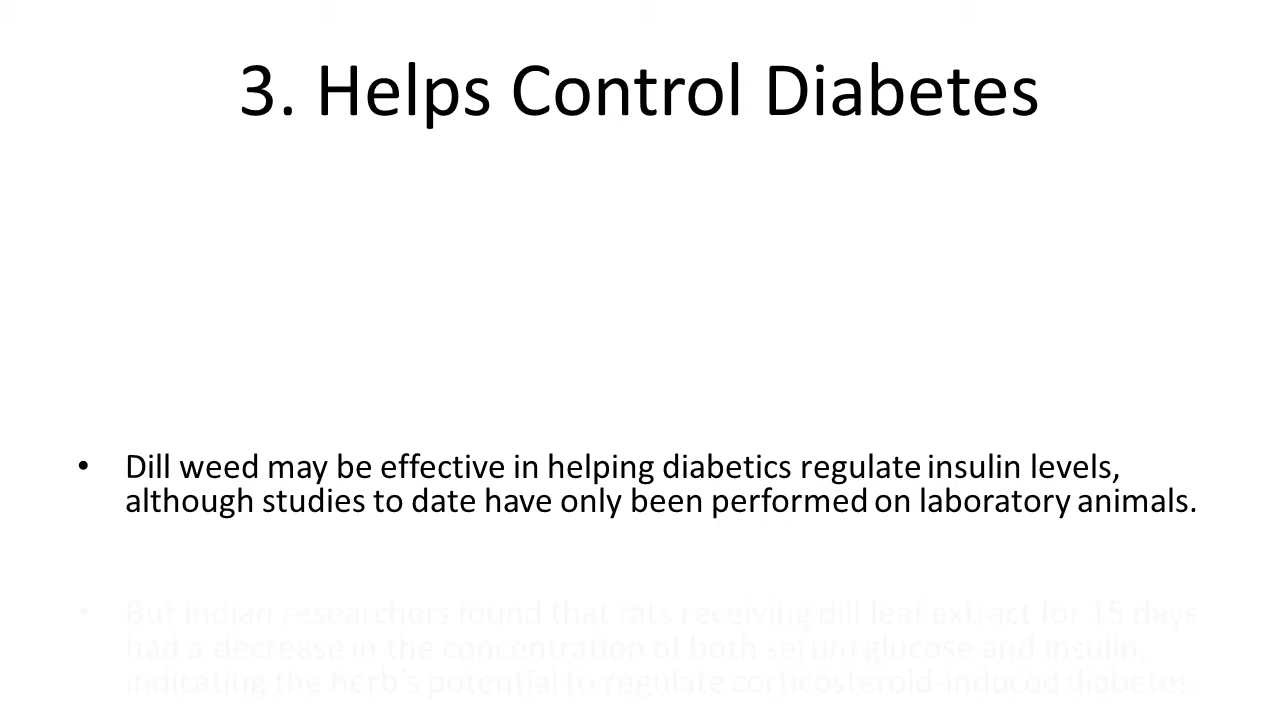 3. Helps Control Diabetes
• Dill weed may be effective in helping diabetics regulate insulin levels,
although studies to date have only been performed on laboratory animals.
• But Indian researchers found that rats receiving dill leaf extract for 15 days
had a decrease in the concentration of both serum glucose and insulin,
indicating the herb's potential to regulate corticosteroid-induced diabetes